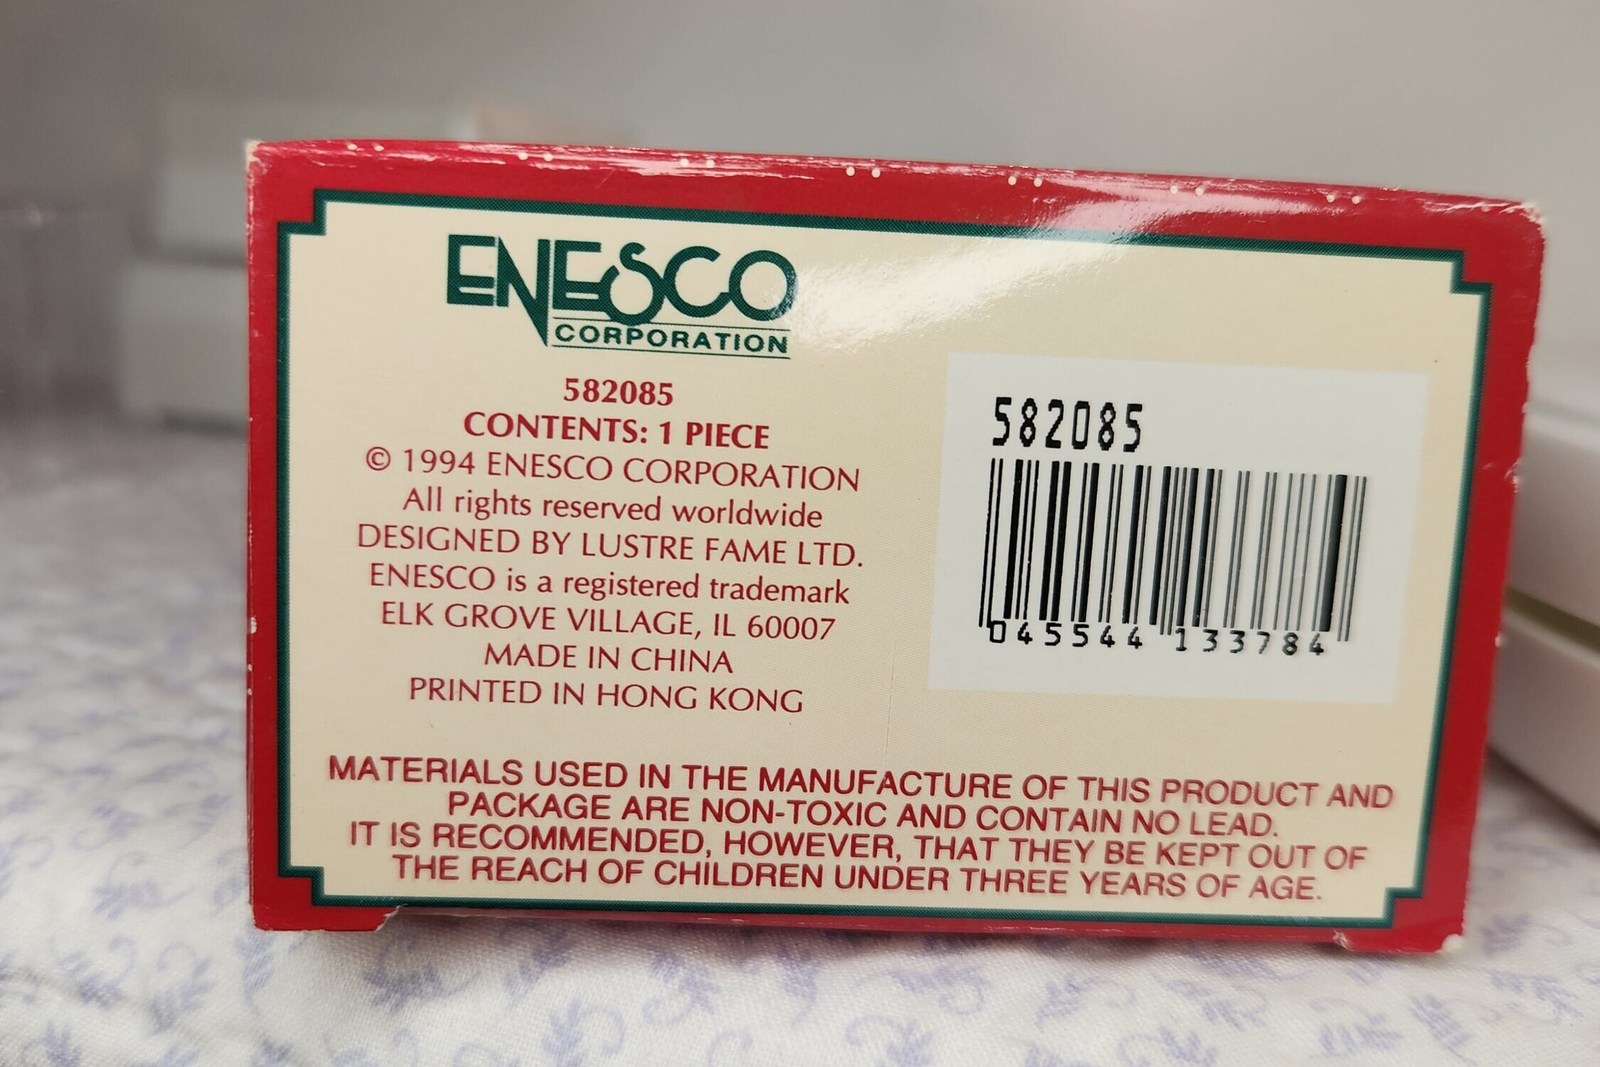 ENESCO
CORPORATION
582085
CONTENTS: 1 PIECE
© 1994 ENESCO CORPORATION
All rights reserved worldwide
DESIGNED BY LUSTRE FAME LTD.
ENESCO is a registered trademark
ELK GROVE VILLAGE, IL 60007
MADE IN CHINA
PRINTED IN HONG KONG
582085
0 45544 133784
MATERIALS USED IN THE MANUFACTURE OF THIS PRODUCT AND
PACKAGE ARE NON-TOXIC AND CONTAIN NO LEAD.
IT IS RECOMMENDED, HOWEVER, THAT THEY BE KEPT OUT OF
THE REACH OF CHILDREN UNDER THREE YEARS OF AGE.